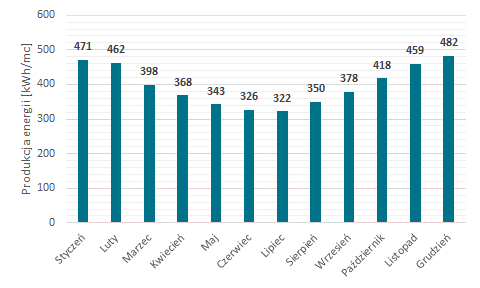 Produkcja energii [kWh/mc]
600
500
400
300
200
100
0
471
462
398
368
343
326
322
350
378
418
459
482
Styczeń
Luty
Marzec
Kwiecień
Maj
Czerwiec
Lipiec
Sierpień
Wrzesień
Październik
Listopad
Grudzień